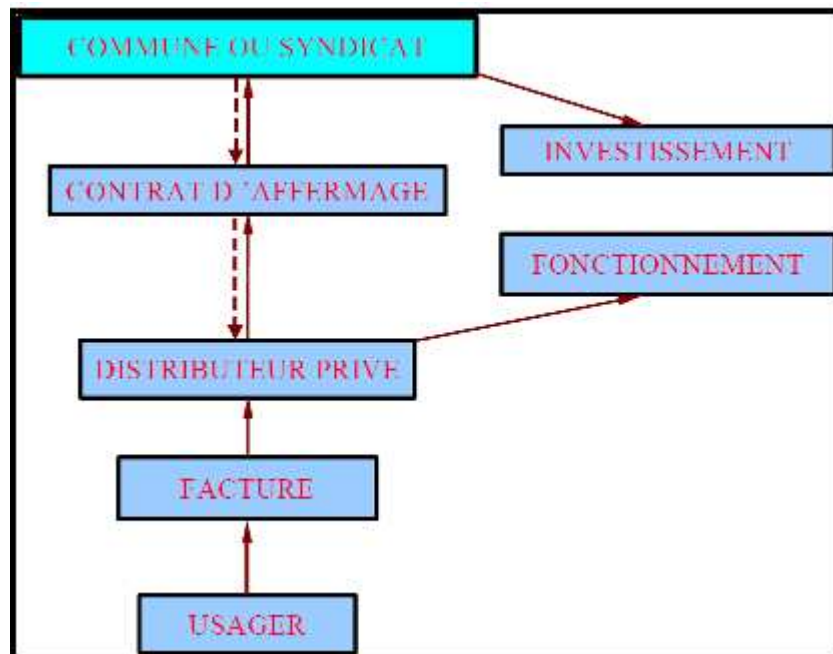 COMMUNE OU SYNDICAT
INVESTISSEMENT
CONTRAT D 'AFFERMAGE
FONCTIONNEMENT
DISTRIBUTEUR PRIVE
FACTURE
USAGER